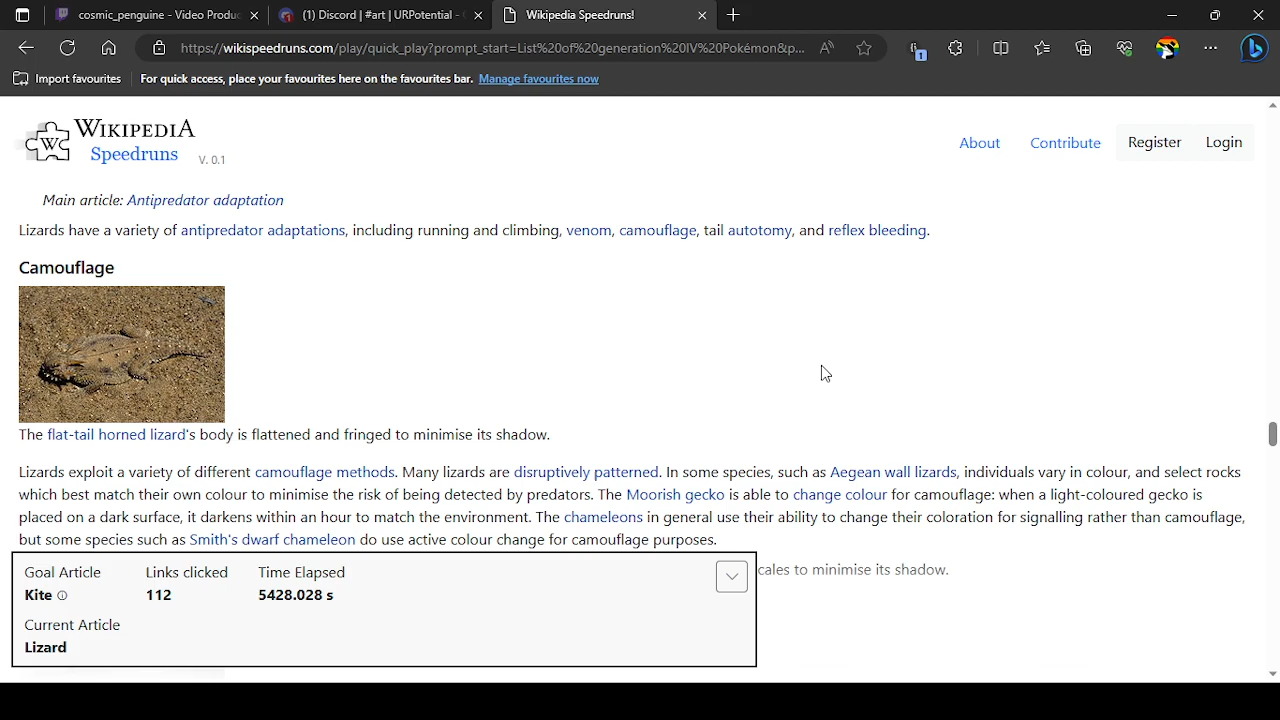 cosmic_penguine - Video Produc
(1) Discord | #art | URPotential -
Wikipedia Speedruns!
https://wikispeedruns.com/play/quick_play?prompt_start=List%20of%20generation%20IV%20Pokémon&p...
1
Import favourites
For quick access, place your favourites here on the favourites bar. Manage favourites now
W
WIKIPEDIA
Speedruns
V. 0.1
About
Contribute
Register
Login
Main article: Antipredator adaptation
Lizards have a variety of antipredator adaptations, including running and climbing, venom, camouflage, tail autotomy, and reflex bleeding.
Camouflage
The flat-tail horned lizard's body is flattened and fringed to minimise its shadow.
Lizards exploit a variety of different camouflage methods. Many lizards are disruptively patterned. In some species, such as Aegean wall lizards, individuals vary in colour, and select rocks
which best match their own colour to minimise the risk of being detected by predators. The Moorish gecko is able to change colour for camouflage: when a light-coloured gecko is
placed on a dark surface, it darkens within an hour to match the environment. The chameleons in general use their ability to change their coloration for signalling rather than camouflage,
but some species such as Smith's dwarf chameleon do use active colour change for camouflage purposes.
cales to minimise its shadow.
Goal Article
Links clicked
Time Elapsed
Kite
112
5428.028 s
Current Article
Lizard